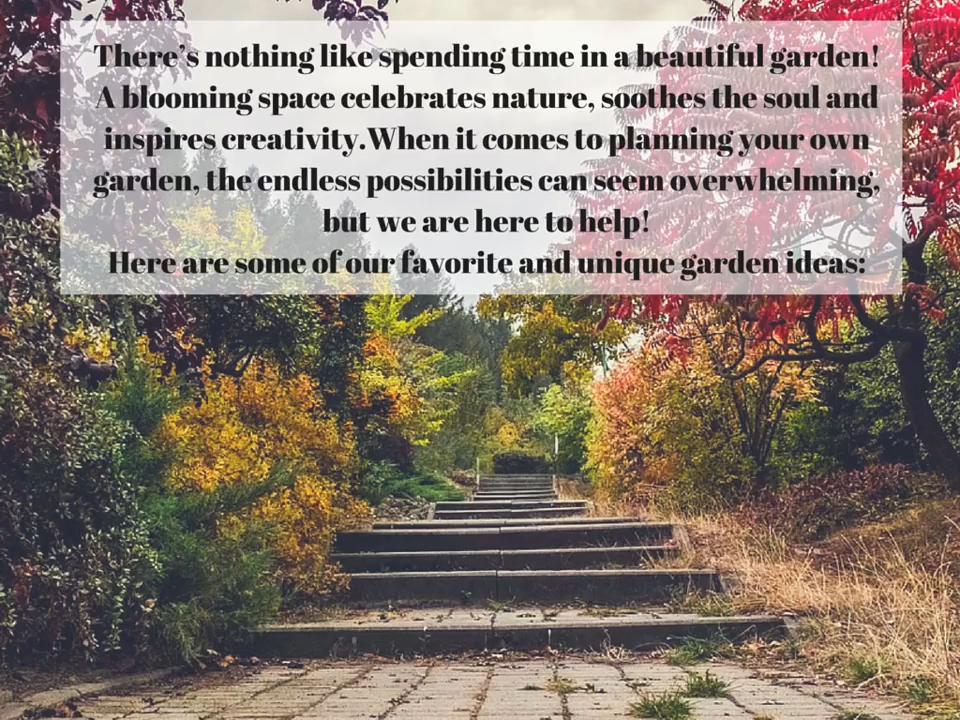 There’s nothing like spending time in a beautiful garden!
A blooming space celebrates nature, soothes the soul and
inspires creativity.When it comes to planning your own
garden, the endless possibilities can seem overwhelming,
but we are here to help!
Here are some of our favorite and unique garden ideas: